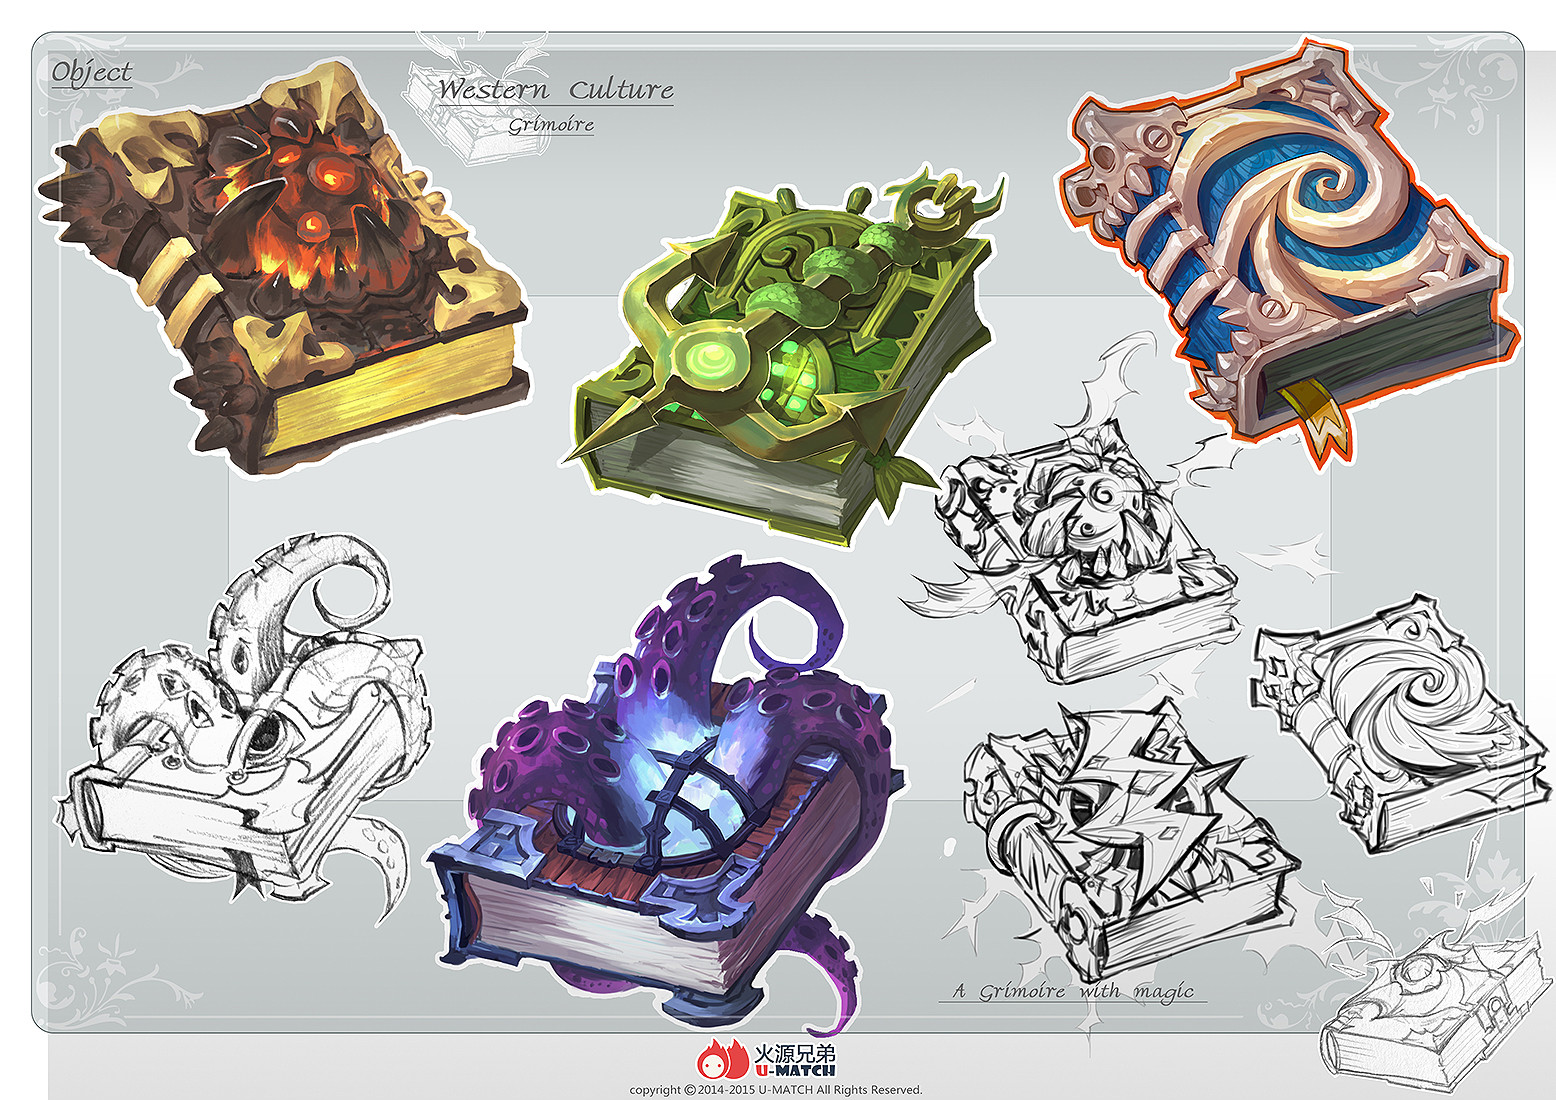 Object
Western Culture
Grimoire
A Grimoire with magic
火源兄弟
U-MATCH
copyright ©2014-2015 U-MATCH All Rights Reserved.